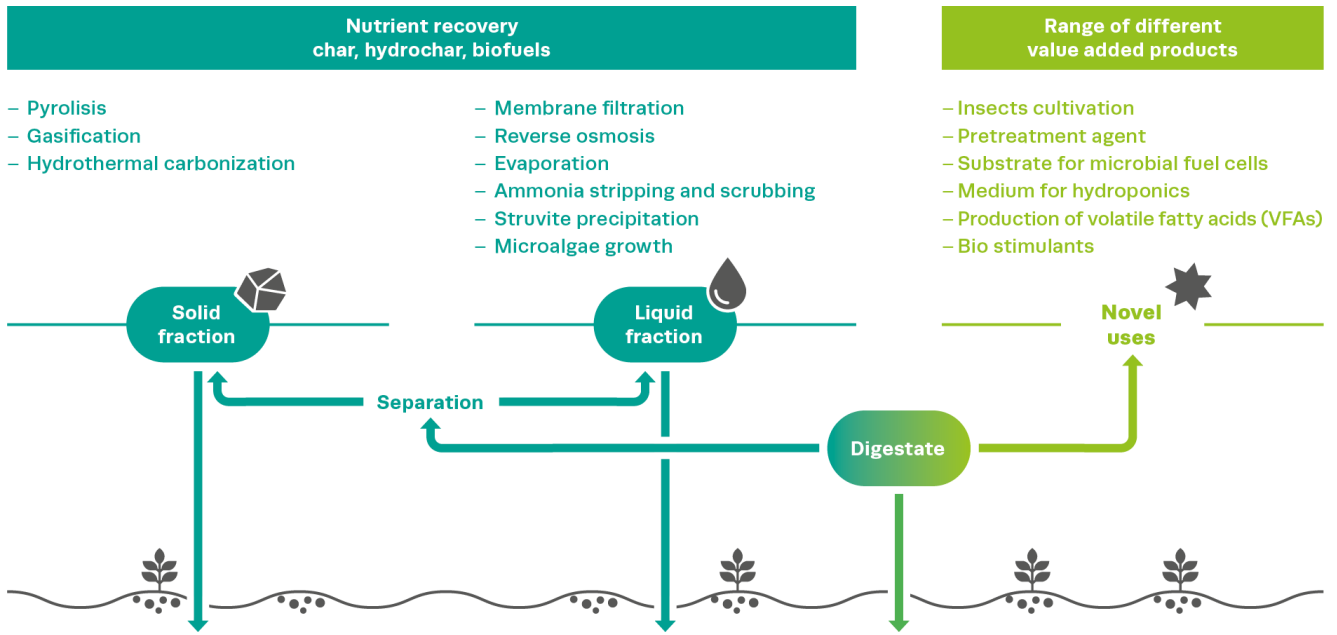 Nutrient recovery
char, hydrochar, biofuels
Range of different
value added products
– Pyrolisis
– Gasification
– Hydrothermal carbonization
– Membrane filtration
– Reverse osmosis
– Evaporation
– Ammonia stripping and scrubbing
– Struvite precipitation
– Microalgae growth
– Insects cultivation
– Pretreatment agent
– Substrate for microbial fuel cells
– Medium for hydroponics
– Production of volatile fatty acids (VFAs)
– Bio stimulants
Solid
fraction
Liquid
fraction
Novel
uses
Separation
Digestate